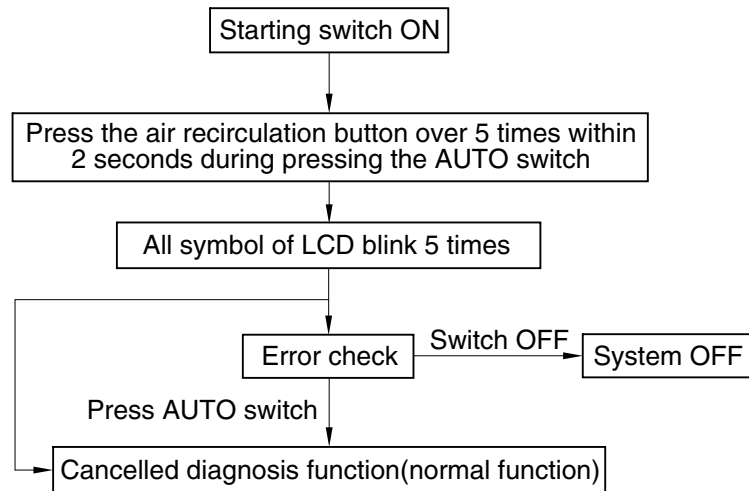 Starting switch ON
Press the air recirculation button over 5 times within
2 seconds during pressing the AUTO switch
All symbol of LCD blink 5 times
Error check
Switch OFF
System OFF
Press AUTO switch
Cancelled diagnosis function(normal function)